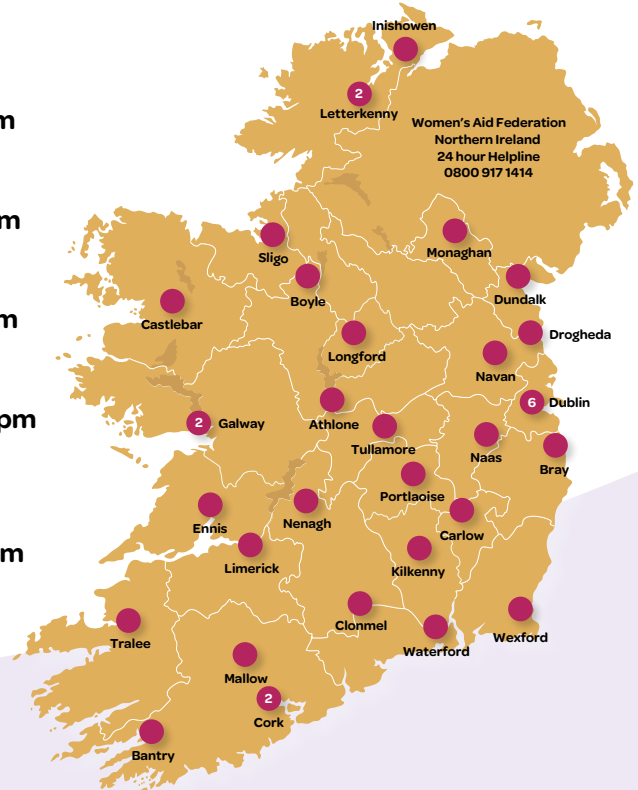 Inishowen
m
2
Letterkenny
Women's Aid Federation
Northern Ireland
24 hour Helpline
0800 917 1414
m
Sligo
Monaghan
Boyle
Dundalk
m
Castlebar
Longford
Drogheda
Navan
pm
2 Galway
Athlone
6 Dublin
Tullamore
Naas
Bray
Portlaoise
Ennis
Nenagh
Carlow
m
Limerick
Kilkenny
Clonmel
Tralee
Waterford
Wexford
Mallow
2
Cork
Bantry